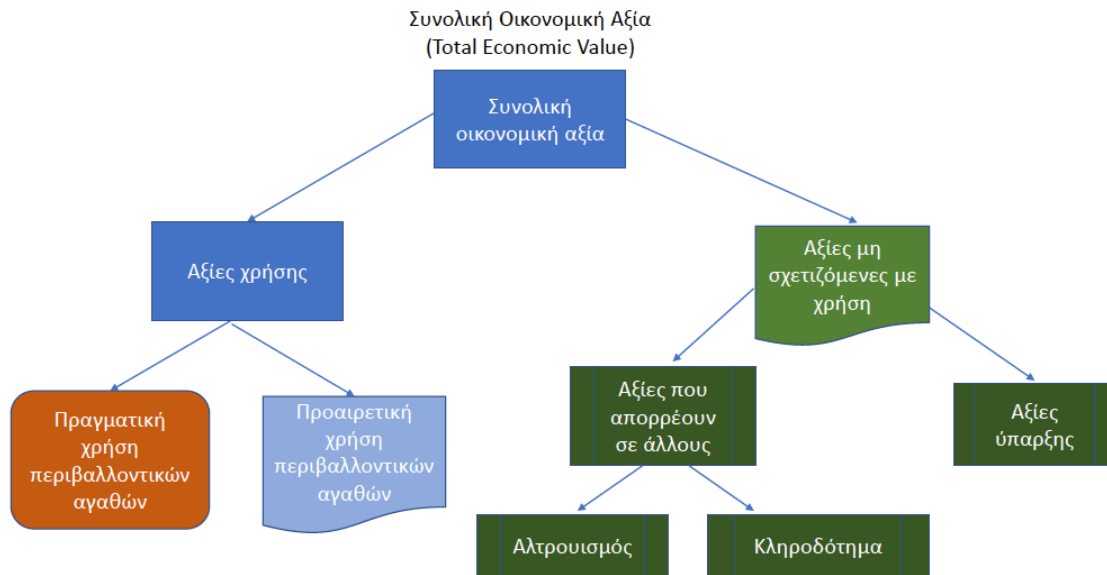 Συνολική Οικονομική Αξία
(Total Economic Value)
Συνολική
οικονομική αξία
Αξίες χρήσης
Αξίες μη
σχετιζόμενες με
χρήση
Πραγματική
χρήση
περιβαλλοντικών
αγαθών
Προαιρετική
χρήση
περιβαλλοντικών
αγαθών
Αξίες που
απορρέουν
σε άλλους
Αξίες
ύπαρξης
Αλτρουισμός
Κληροδότημα